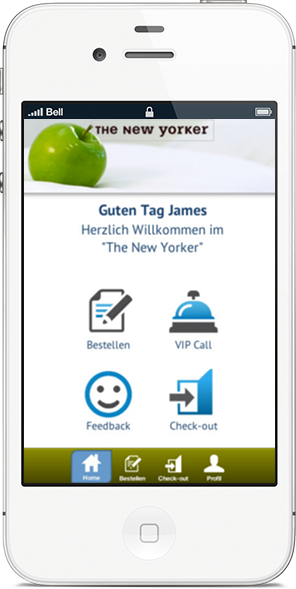 Bell
THE NEW YORKER
Guten Tag James
Herzlich Willkommen im
"The New Yorker"
Bestellen
VIP Call
Feedback
Check-out
Home
Bestellen
Check-out
Profil